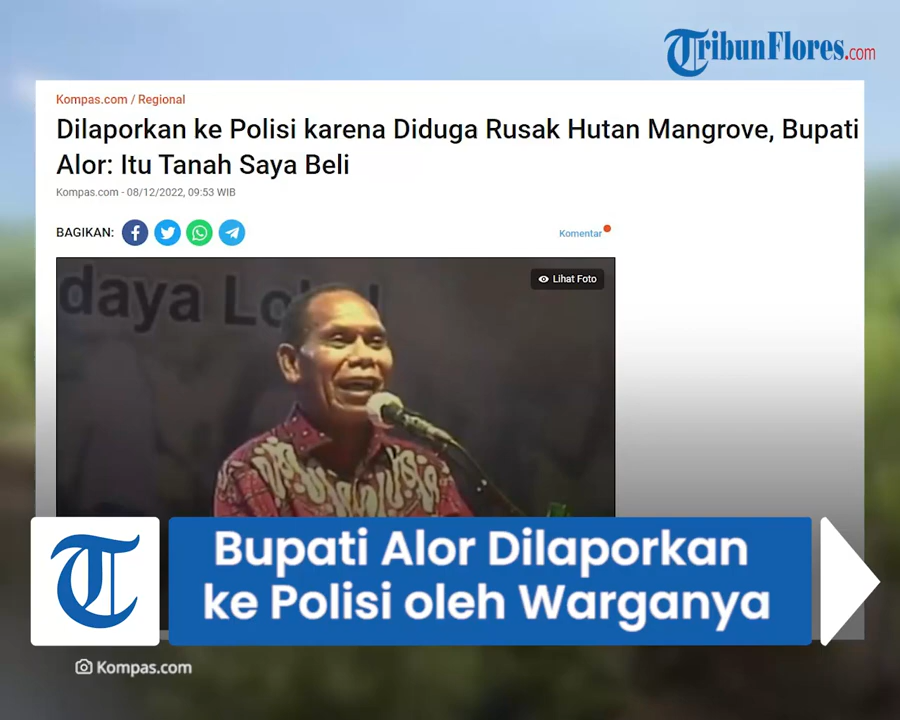 TribunFlores.com
Kompas.com / Regional
Dilaporkan ke Polisi karena Diduga Rusak Hutan Mangrove, Bupati
Alor: Itu Tanah Saya Beli
Kompas.com - 08/12/2022, 09:53 WIB
BAGIKAN:
Komentar
Lihat Foto
daya Lokal
Bupati Alor Dilaporkan
ke Polisi oleh Warganya
Kompas.com